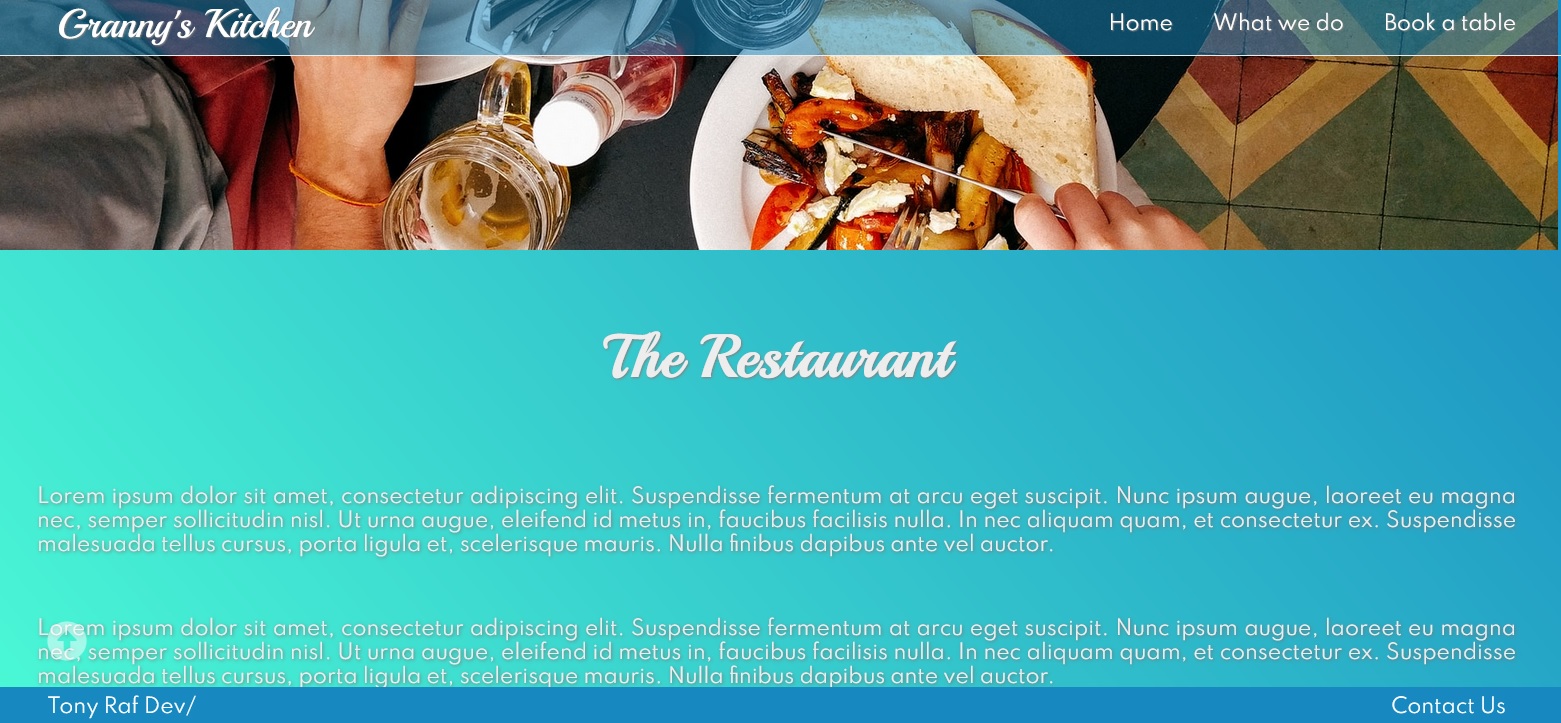 Granny's Kitchen
Home What we do Book a table
The Restaurant
Lorem ipsum dolor sit amet, consectetur adipiscing elit. Suspendisse fermentum at arcu eget suscipit. Nunc ipsum augue, laoreet eu magna
nec, semper sollicitudin nisl. Ut urna augue, eleifend id metus in, faucibus facilisis nulla. In nec aliquam quam, et consectetur ex. Suspendisse
malesuada tellus cursus, porta ligula et, scelerisque mauris. Nulla finibus dapibus ante vel auctor.
Lorem ipsum dolor sit amet, consectetur adipiscing elit. Suspendisse fermentum at arcu eget suscipit. Nunc ipsum augue, laoreet eu magna
nec, semper sollicitudin nisl. Ut urna augue, eleifend id metus in, faucibus facilisis nulla. In nec aliquam quam, et consectetur ex. Suspendisse
malesuada tellus cursus, porta ligula et, scelerisque mauris. Nulla finibus dapibus ante vel auctor.
Tony Raf Dev/
Contact Us